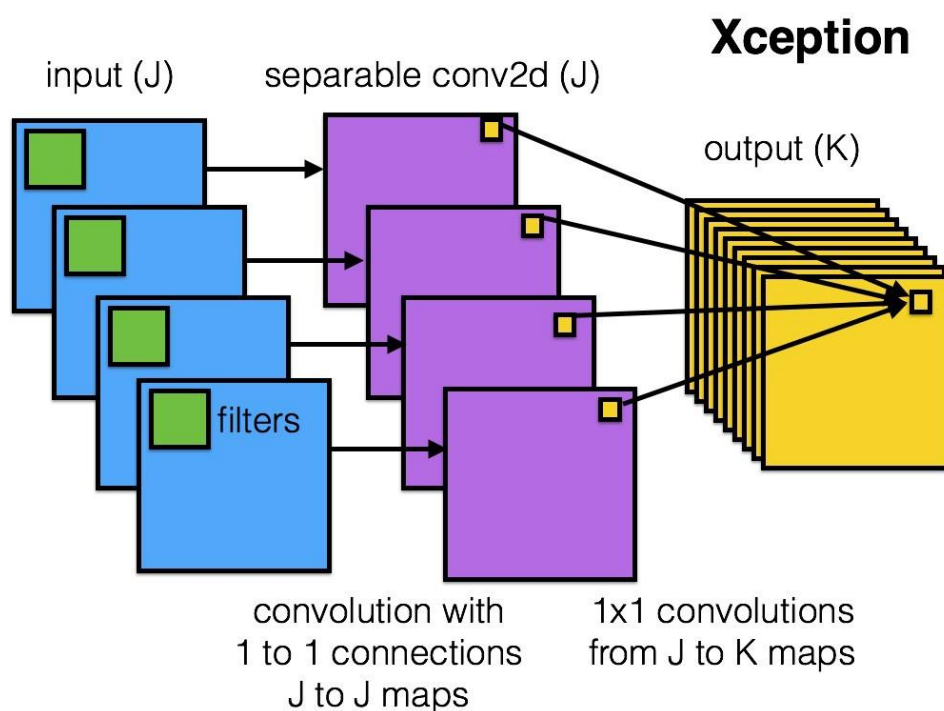 Xception
input (J)
separable conv2d (J)
output (K)
filters
convolution with
1 to 1 connections
J to J maps
1x1 convolutions
from J to K maps